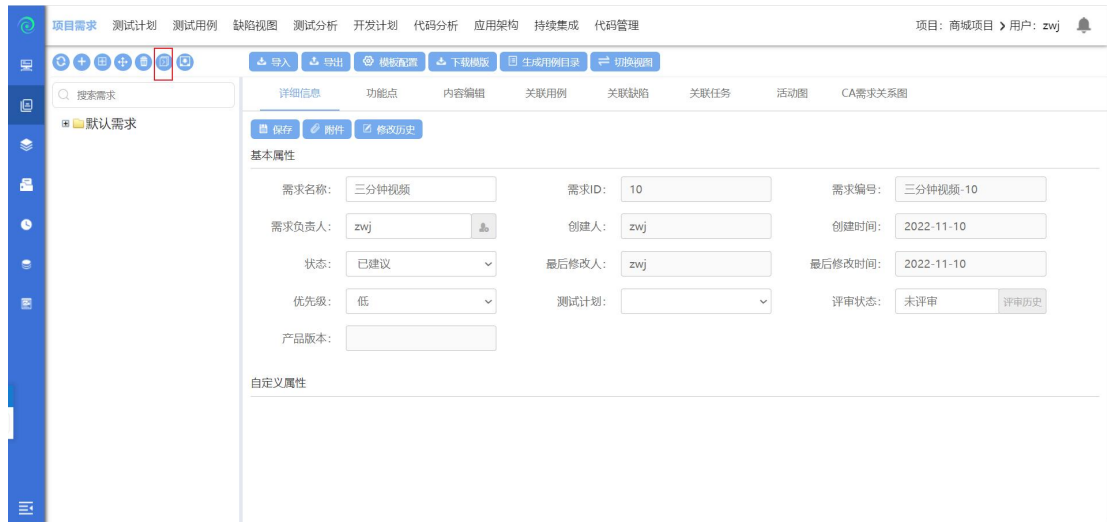 项目需求 测试计划 测试用例 缺陷视图 测试分析 开发计划 代码分析 应用架构 持续集成 代码管理 项目：商城项目 用户：zwj
导入 导出 模板配置 下载模版 生成用例目录 切换视图
搜索需求
默认需求
详细信息 功能点 内容编辑 关联用例 关联缺陷 关联任务 活动图 CA需求关系图
保存 附件 修改历史
基本属性
需求名称： 三分钟视频 需求ID： 10 需求编号： 三分钟视频-10
需求负责人： zwj 创建人： zwj 创建时间： 2022-11-10
状态： 已建议 最后修改人： zwj 最后修改时间： 2022-11-10
优先级： 低 测试计划： 评审状态： 未评审 评审历史
产品版本：
自定义属性